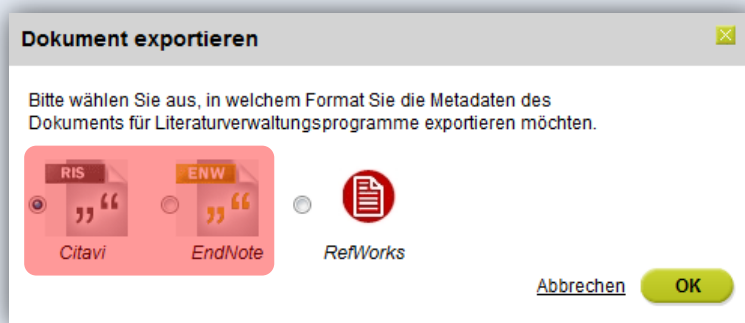 Dokument exportieren
Bitte wählen Sie aus, in welchem Format Sie die Metadaten des
Dokuments für Literaturverwaltungsprogramme exportieren möchten.
RIS ENW
Citavi EndNote RefWorks
Abbrechen OK